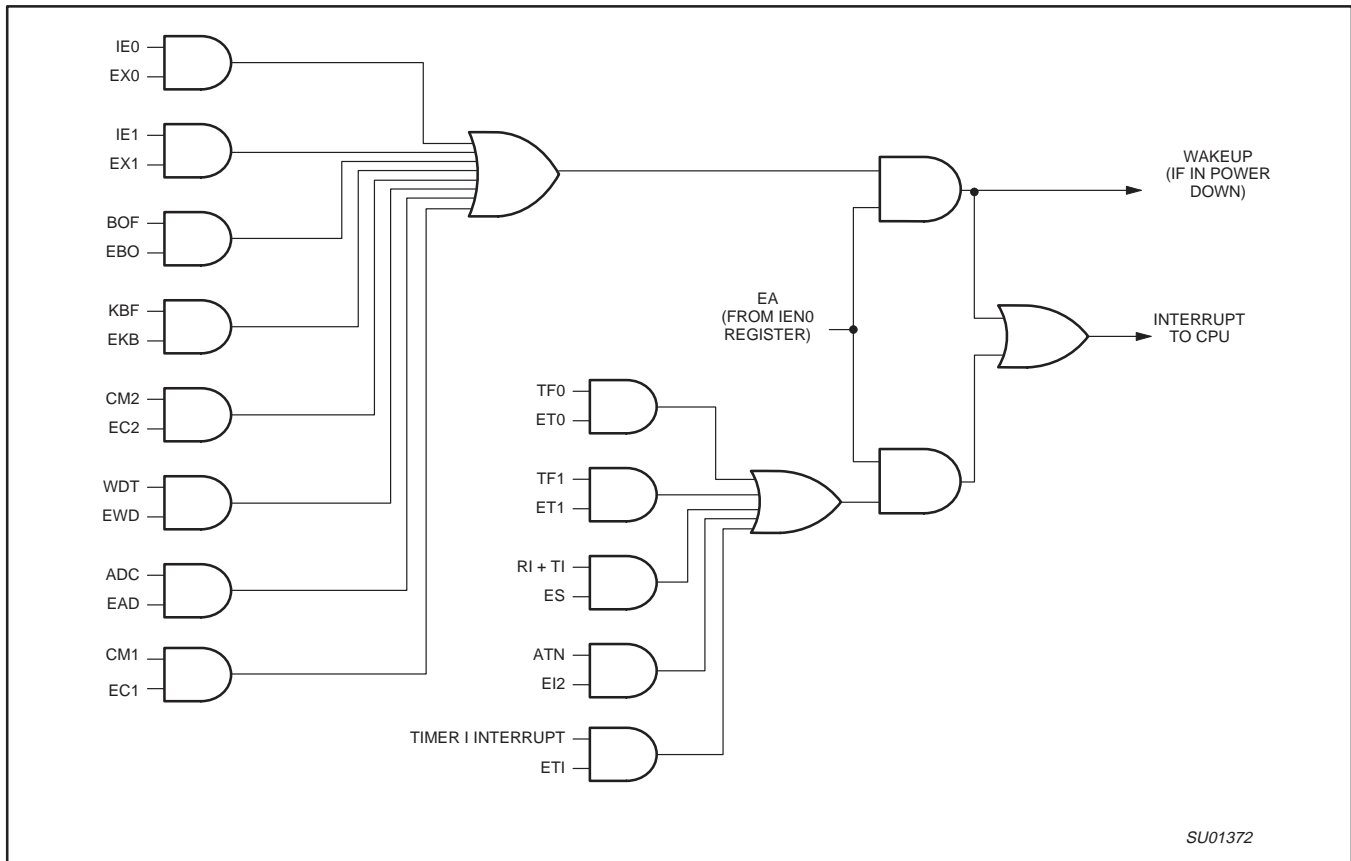 IE0
EX0
IE1
EX1
BOF
EBO
KBF
EKB
CM2
EC2
WDT
EWD
ADC
EAD
CM1
EC1
EA
(FROM IEN0
REGISTER)
TF0
ET0
TF1
ET1
RI + TI
ES
ATN
EI2
TIMER I INTERRUPT
ETI
WAKEUP
(IF IN POWER
DOWN)
INTERRUPT
TO CPU
SU01372